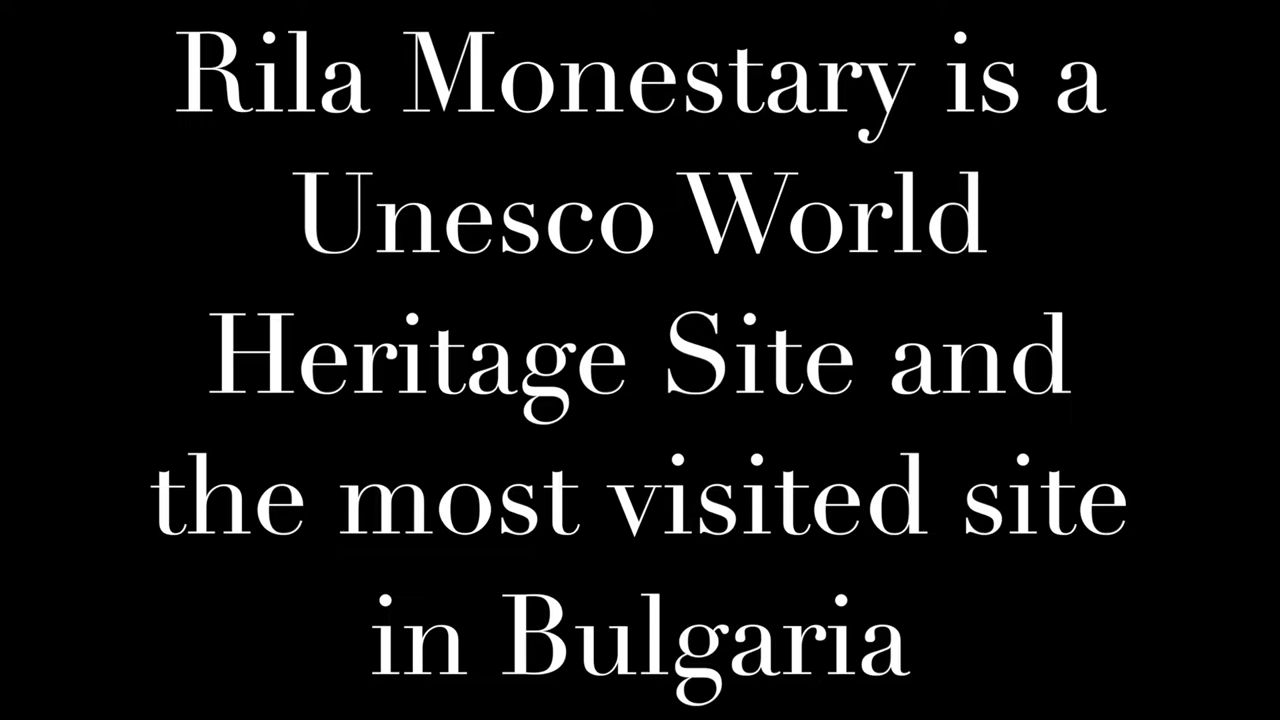 Rila Monestary is a
Unesco World
Heritage Site and
the most visited site
in Bulgaria